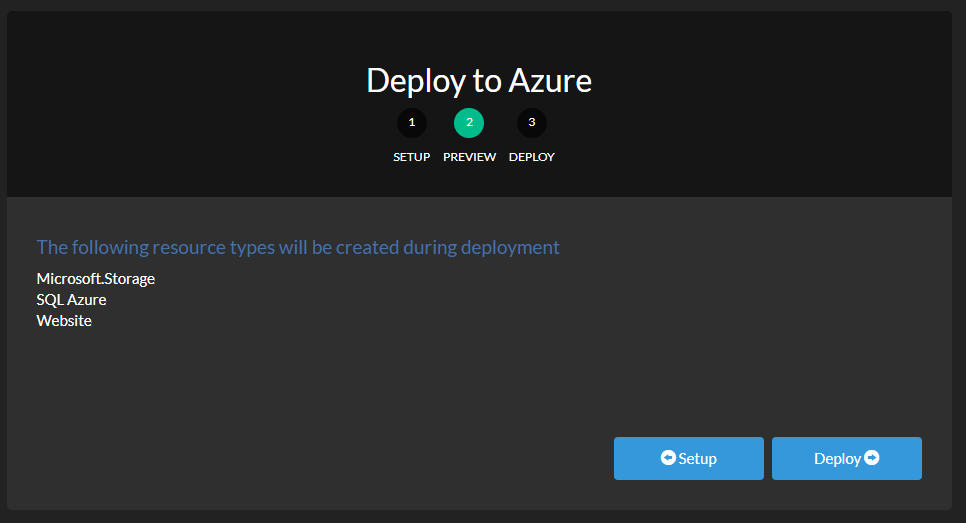 Deploy to Azure
1 2 3
SETUP PREVIEW DEPLOY
The following resource types will be created during deployment
Microsoft.Storage
SQL Azure
Website
Setup Deploy